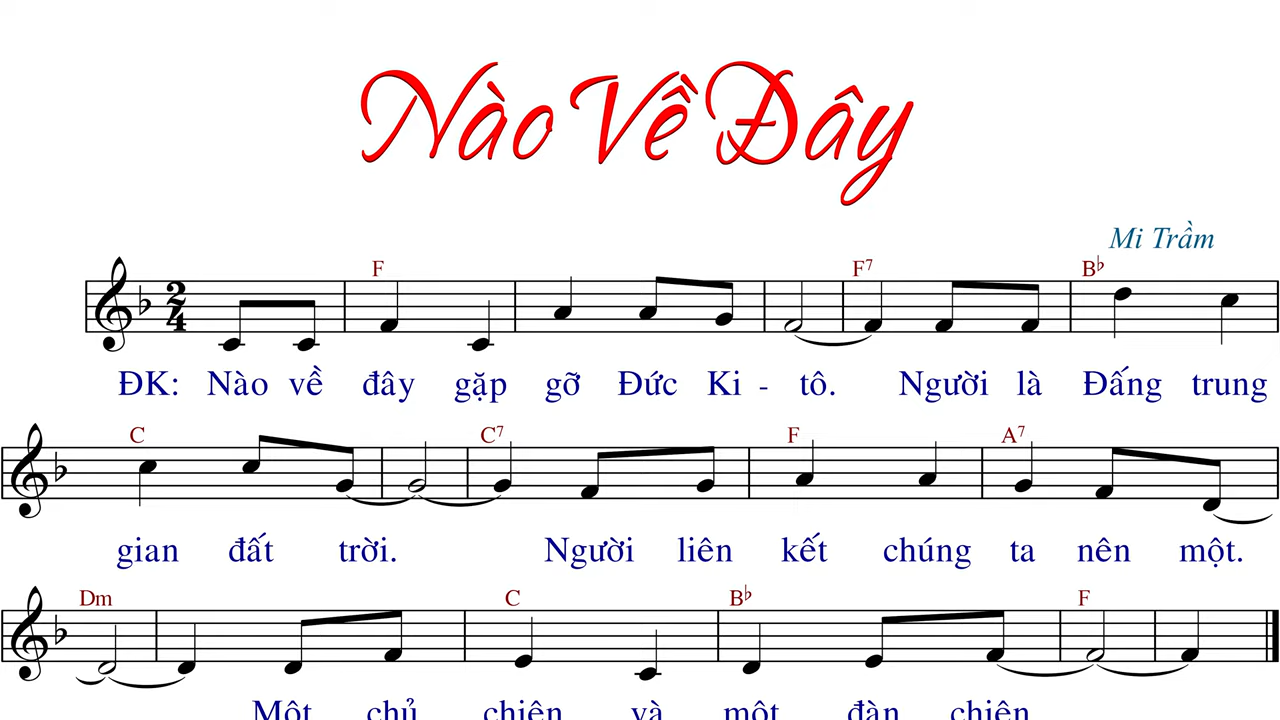 Nào Về Đây
Mi Trầm
F F7 B♭
2
4
ĐK: Nào về đây gặp gỡ Đức Ki - tô. Người là Đấng trung
C C7 F A7
gian đất trời. Người liên kết chúng ta nên một.
Dm C B♭ F
Một chủ chiên và một đàn chiên